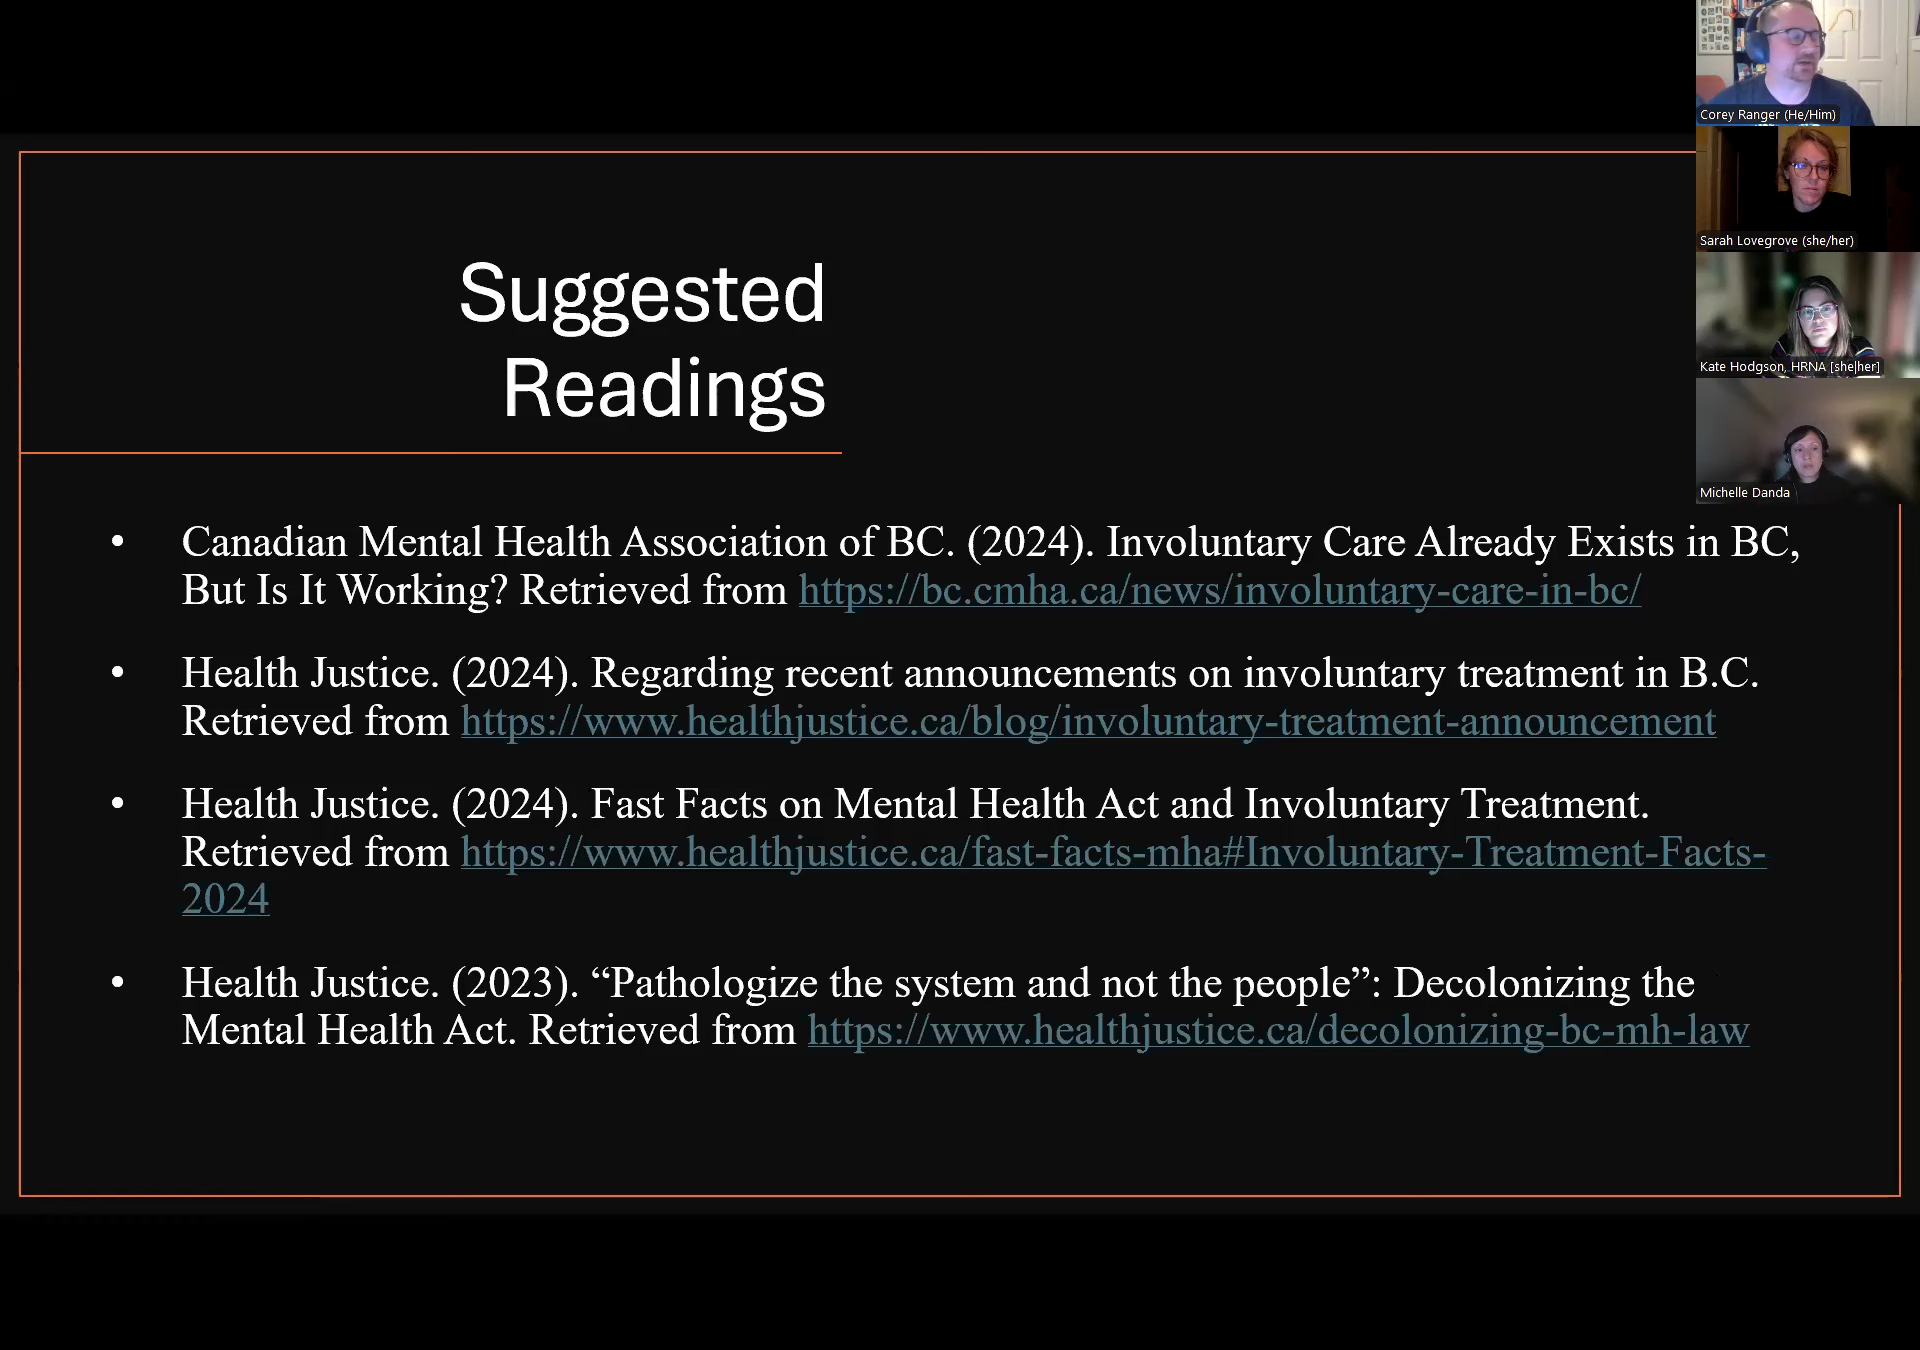 Suggested
Readings
• Canadian Mental Health Association of BC. (2024). Involuntary Care Already Exists in BC,
But Is It Working? Retrieved from https://bc.cmha.ca/news/involuntary-care-in-bc/
• Health Justice. (2024). Regarding recent announcements on involuntary treatment in B.C.
Retrieved from https://www.healthjustice.ca/blog/involuntary-treatment-announcement
• Health Justice. (2024). Fast Facts on Mental Health Act and Involuntary Treatment.
Retrieved from https://www.healthjustice.ca/fast-facts-mha#Involuntary-Treatment-Facts-
2024
• Health Justice. (2023). “Pathologize the system and not the people”: Decolonizing the
Mental Health Act. Retrieved from https://www.healthjustice.ca/decolonizing-bc-mh-law
Corey Ranger (He/Him)
Sarah Lovegrove (she/her)
Kate Hodgson, HRNA [she|her]
Michelle Danda